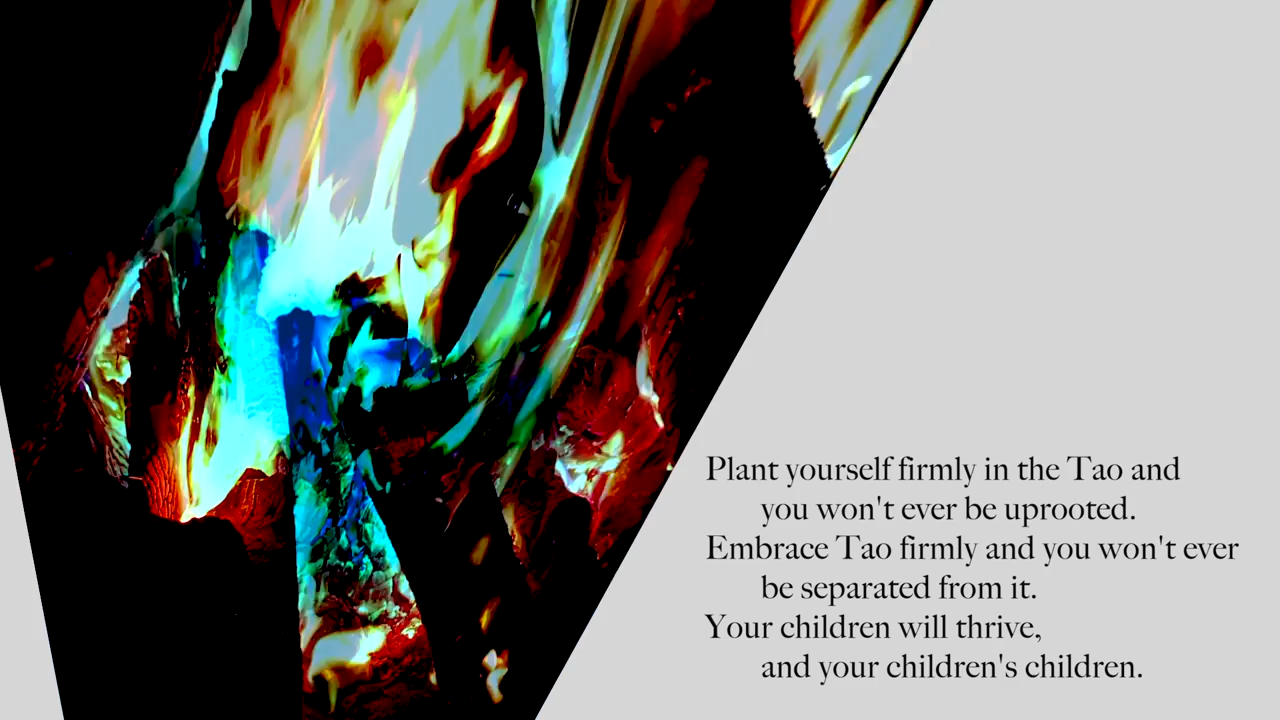 Plant yourself firmly in the Tao and
you won't ever be uprooted.
Embrace Tao firmly and you won't ever
be separated from it.
Your children will thrive,
and your children's children.